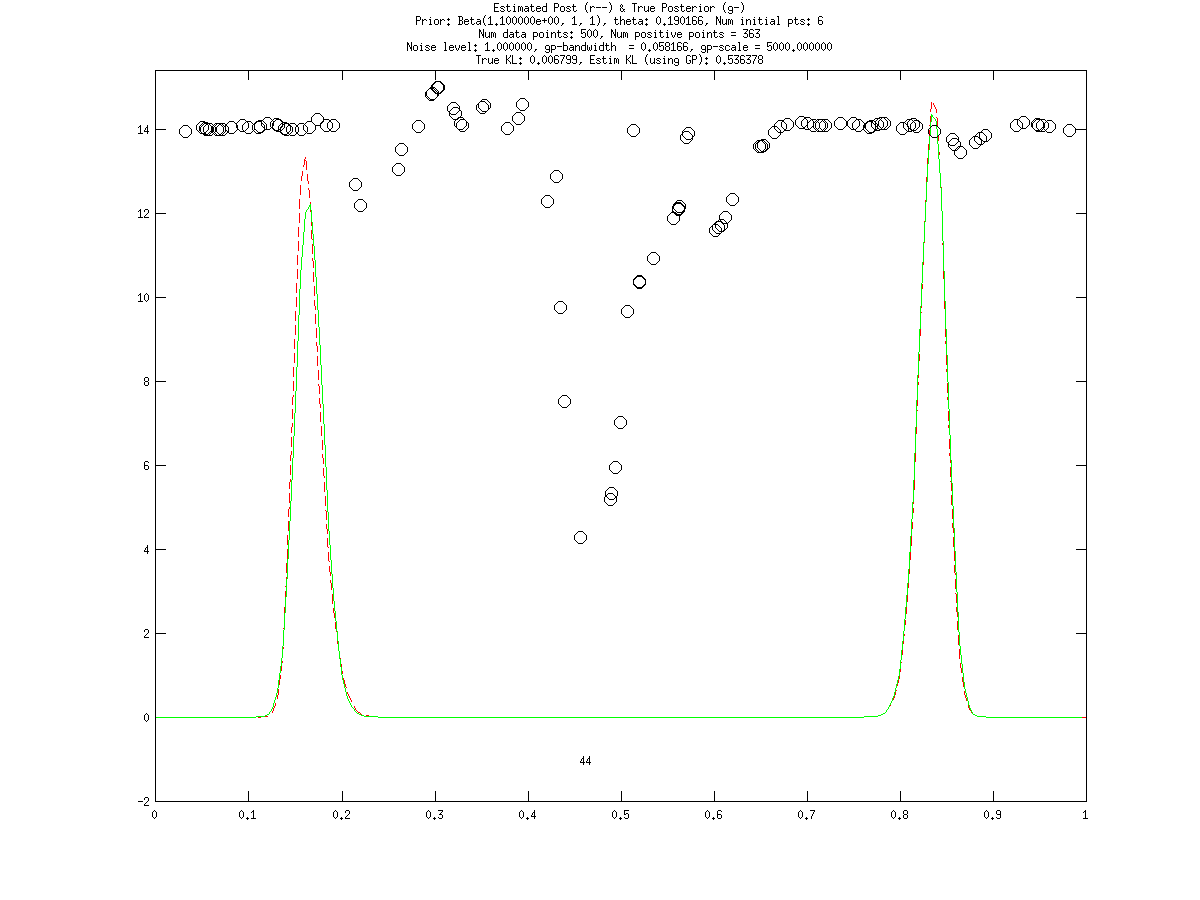 Estimated Post (r--) & True Posterior (g-)
Prior: Beta(1.100000e+00, 1, 1), theta: 0.190166, Num initial pts: 6
Num data points: 500, Num positive points = 363
Noise level: 1.000000, gp-bandwidth  = 0.058166, gp-scale = 5000.000000
True KL: 0.006799, Estim KL (using GP): 0.536378
14
12
10
8
6
4
2
0
44
-2
0 0.1 0.2 0.3 0.4 0.5 0.6 0.7 0.8 0.9 1